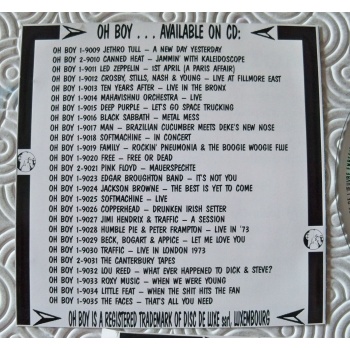 OH BOY . . . AVAILABLE ON CD:
OH BOY 1-9009 JETHRO TULL – A NEW DAY YESTERDAY
OH BOY 2-9010 CANNED HEAT – JAMMIN' WITH KALEIDOSCOPE
OH BOY 1-9011 LED ZEPPELIN – 1ST APRIL (A PARIS AFFAIR)
OH BOY 1-9012 CROSBY, STILLS, NASH & YOUNG – LIVE AT FILLMORE EAST
OH BOY 1-9013 TEN YEARS AFTER – LIVE IN THE BRONX
OH BOY 1-9014 MAHAVISHNU ORCHESTRA – LIVE
OH BOY 1-9015 DEEP PURPLE – LET'S GO SPACE TRUCKING
OH BOY 1-9016 BLACK SABBATH – METAL MESS
OH BOY 1-9017 MAN – BRAZILIAN CUCUMBER MEETS DEKE'S NEW NOSE
OH BOY 1-9018 SOFTMACHINE – IN CONCERT
OH BOY 1-9019 FAMILY – ROCKIN' PNEUMONIA & THE BOOGIE WOOGIE FLUE
OH BOY 1-9020 FREE – FREE OR DEAD
OH BOY 2-9021 PINK FLOYD – MAUERSPECHTE
OH BOY 1-9023 EDGAR BROUGHTON BAND – IT'S NOT YOU
OH BOY 1-9024 JACKSON BROWNE – THE BEST IS YET TO COME
OH BOY 1-9025 SOFTMACHINE – LIVE
OH BOY 1-9026 COPPERHEAD – DRUNKEN IRISH SETTER
OH BOY 1-9027 JIMI HENDRIX & TRAFFIC – A SESSION
OH BOY 1-9028 HUMBLE PIE & PETER FRAMPTON – LIVE IN '73
OH BOY 1-9029 BECK, BOGART & APPICE – LET ME LOVE YOU
OH BOY 1-9030 TRAFFIC – LIVE IN LONDON 1973
OH BOY 2-9031 THE CANTERBURY TAPES
OH BOY 1-9032 LOU REED – WHAT EVER HAPPENED TO DICK & STEVE?
OH BOY 1-9033 ROXY MUSIC – WHEN WE WERE YOUNG
OH BOY 1-9034 LITTLE FEAT – WHEN THE SHIT HITS THE FAN
OH BOY 1-9035 THE FACES – THAT'S ALL YOU NEED
OH BOY IS A REGISTERED TRADEMARK OF DISC DE LUXE sarl. LUXEMBOURG